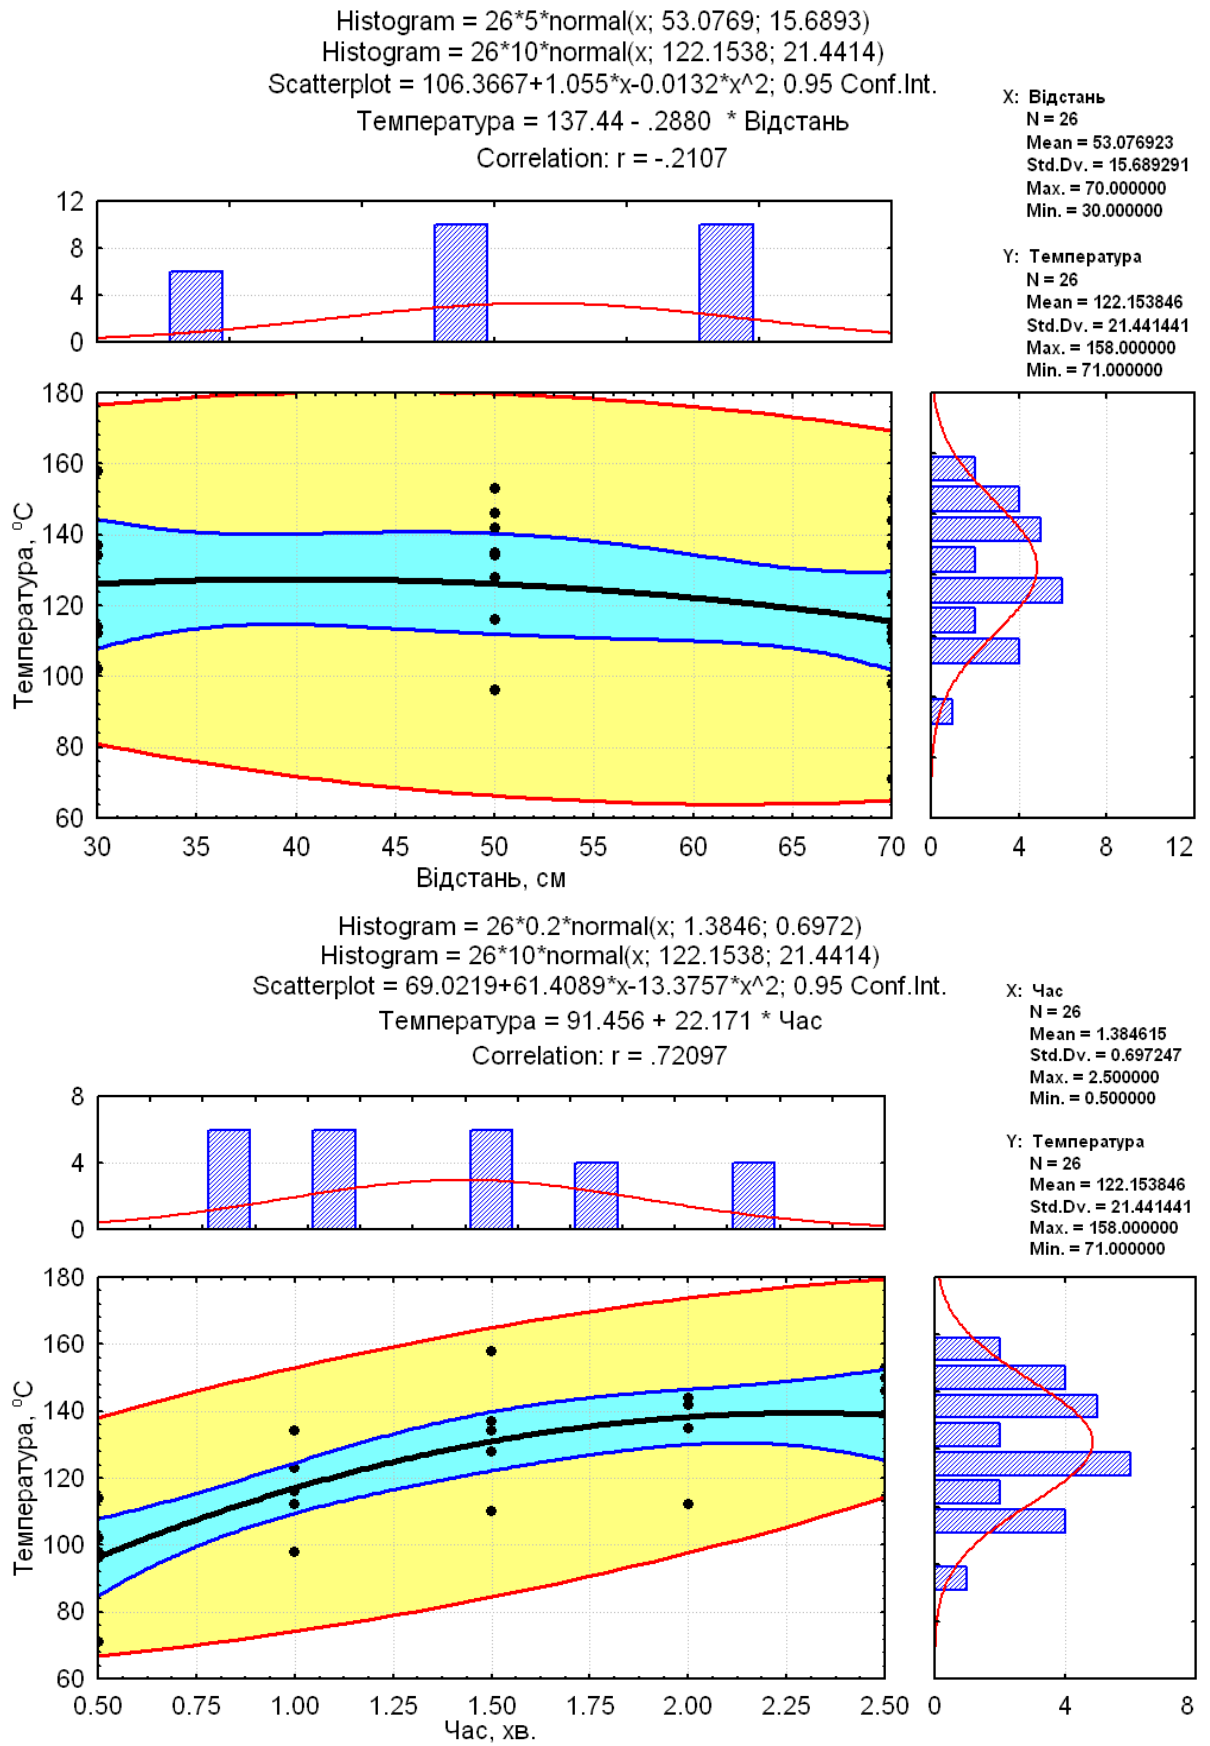 Histogram = 26*5*normal(x; 53.0769; 15.6893)
Histogram = 26*10*normal(x; 122.1538; 21.4414)
Scatterplot = 106.3667+1.055*x-0.0132*x^2; 0.95 Conf.Int.
Температура = 137.44 - .2880 * Відстань
Correlation: r = -.2107
X: Відстань
N = 26
Mean = 53.076923
Std.Dv. = 15.689291
Max. = 70.000000
Min. = 30.000000
Y: Температура
N = 26
Mean = 122.153846
Std.Dv. = 21.441441
Max. = 158.000000
Min. = 71.000000
12
8
4
0
180
160
140
120
100
80
60
Температура, °C
30 35 40 45 50 55 60 65 70
Відстань, см
0 4 8 12
Histogram = 26*0.2*normal(x; 1.3846; 0.6972)
Histogram = 26*10*normal(x; 122.1538; 21.4414)
Scatterplot = 69.0219+61.4089*x-13.3757*x^2; 0.95 Conf.Int.
Температура = 91.456 + 22.171 * Час
Correlation: r = .72097
X: Час
N = 26
Mean = 1.384615
Std.Dv. = 0.697247
Max. = 2.500000
Min. = 0.500000
Y: Температура
N = 26
Mean = 122.153846
Std.Dv. = 21.441441
Max. = 158.000000
Min. = 71.000000
8
4
0
180
160
140
120
100
80
60
Температура, °C
0.50 0.75 1.00 1.25 1.50 1.75 2.00 2.25 2.50
Час, хв.
0 4 8